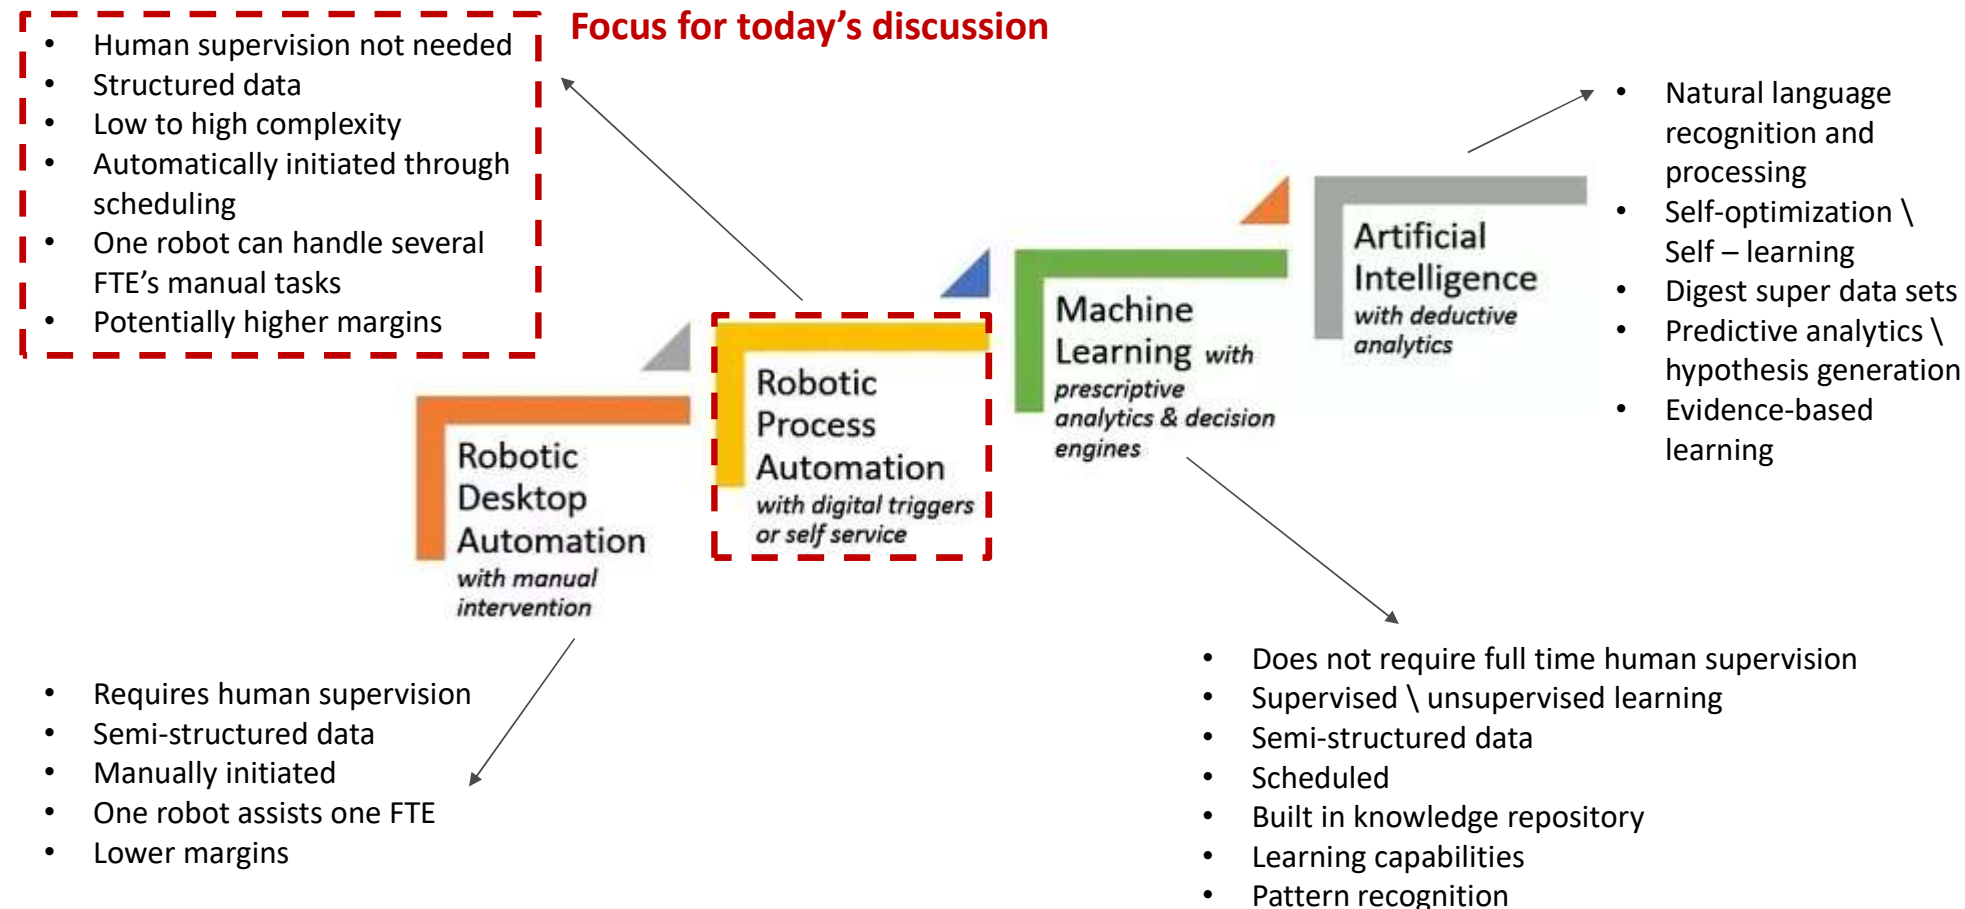 Focus for today’s discussion
• Human supervision not needed
• Structured data
• Low to high complexity
• Automatically initiated through
scheduling
• One robot can handle several
FTE’s manual tasks
• Potentially higher margins
Robotic
Desktop
Automation
with manual
intervention
• Requires human supervision
• Semi-structured data
• Manually initiated
• One robot assists one FTE
• Lower margins
Robotic
Process
Automation
with digital triggers
or self service
Machine
Learning with
prescriptive
analytics & decision
engines
• Does not require full time human supervision
• Supervised \ unsupervised learning
• Semi-structured data
• Scheduled
• Built in knowledge repository
• Learning capabilities
• Pattern recognition
Artificial
Intelligence
with deductive
analytics
• Natural language
recognition and
processing
• Self-optimization \
Self – learning
• Digest super data sets
• Predictive analytics \
hypothesis generation
• Evidence-based
learning